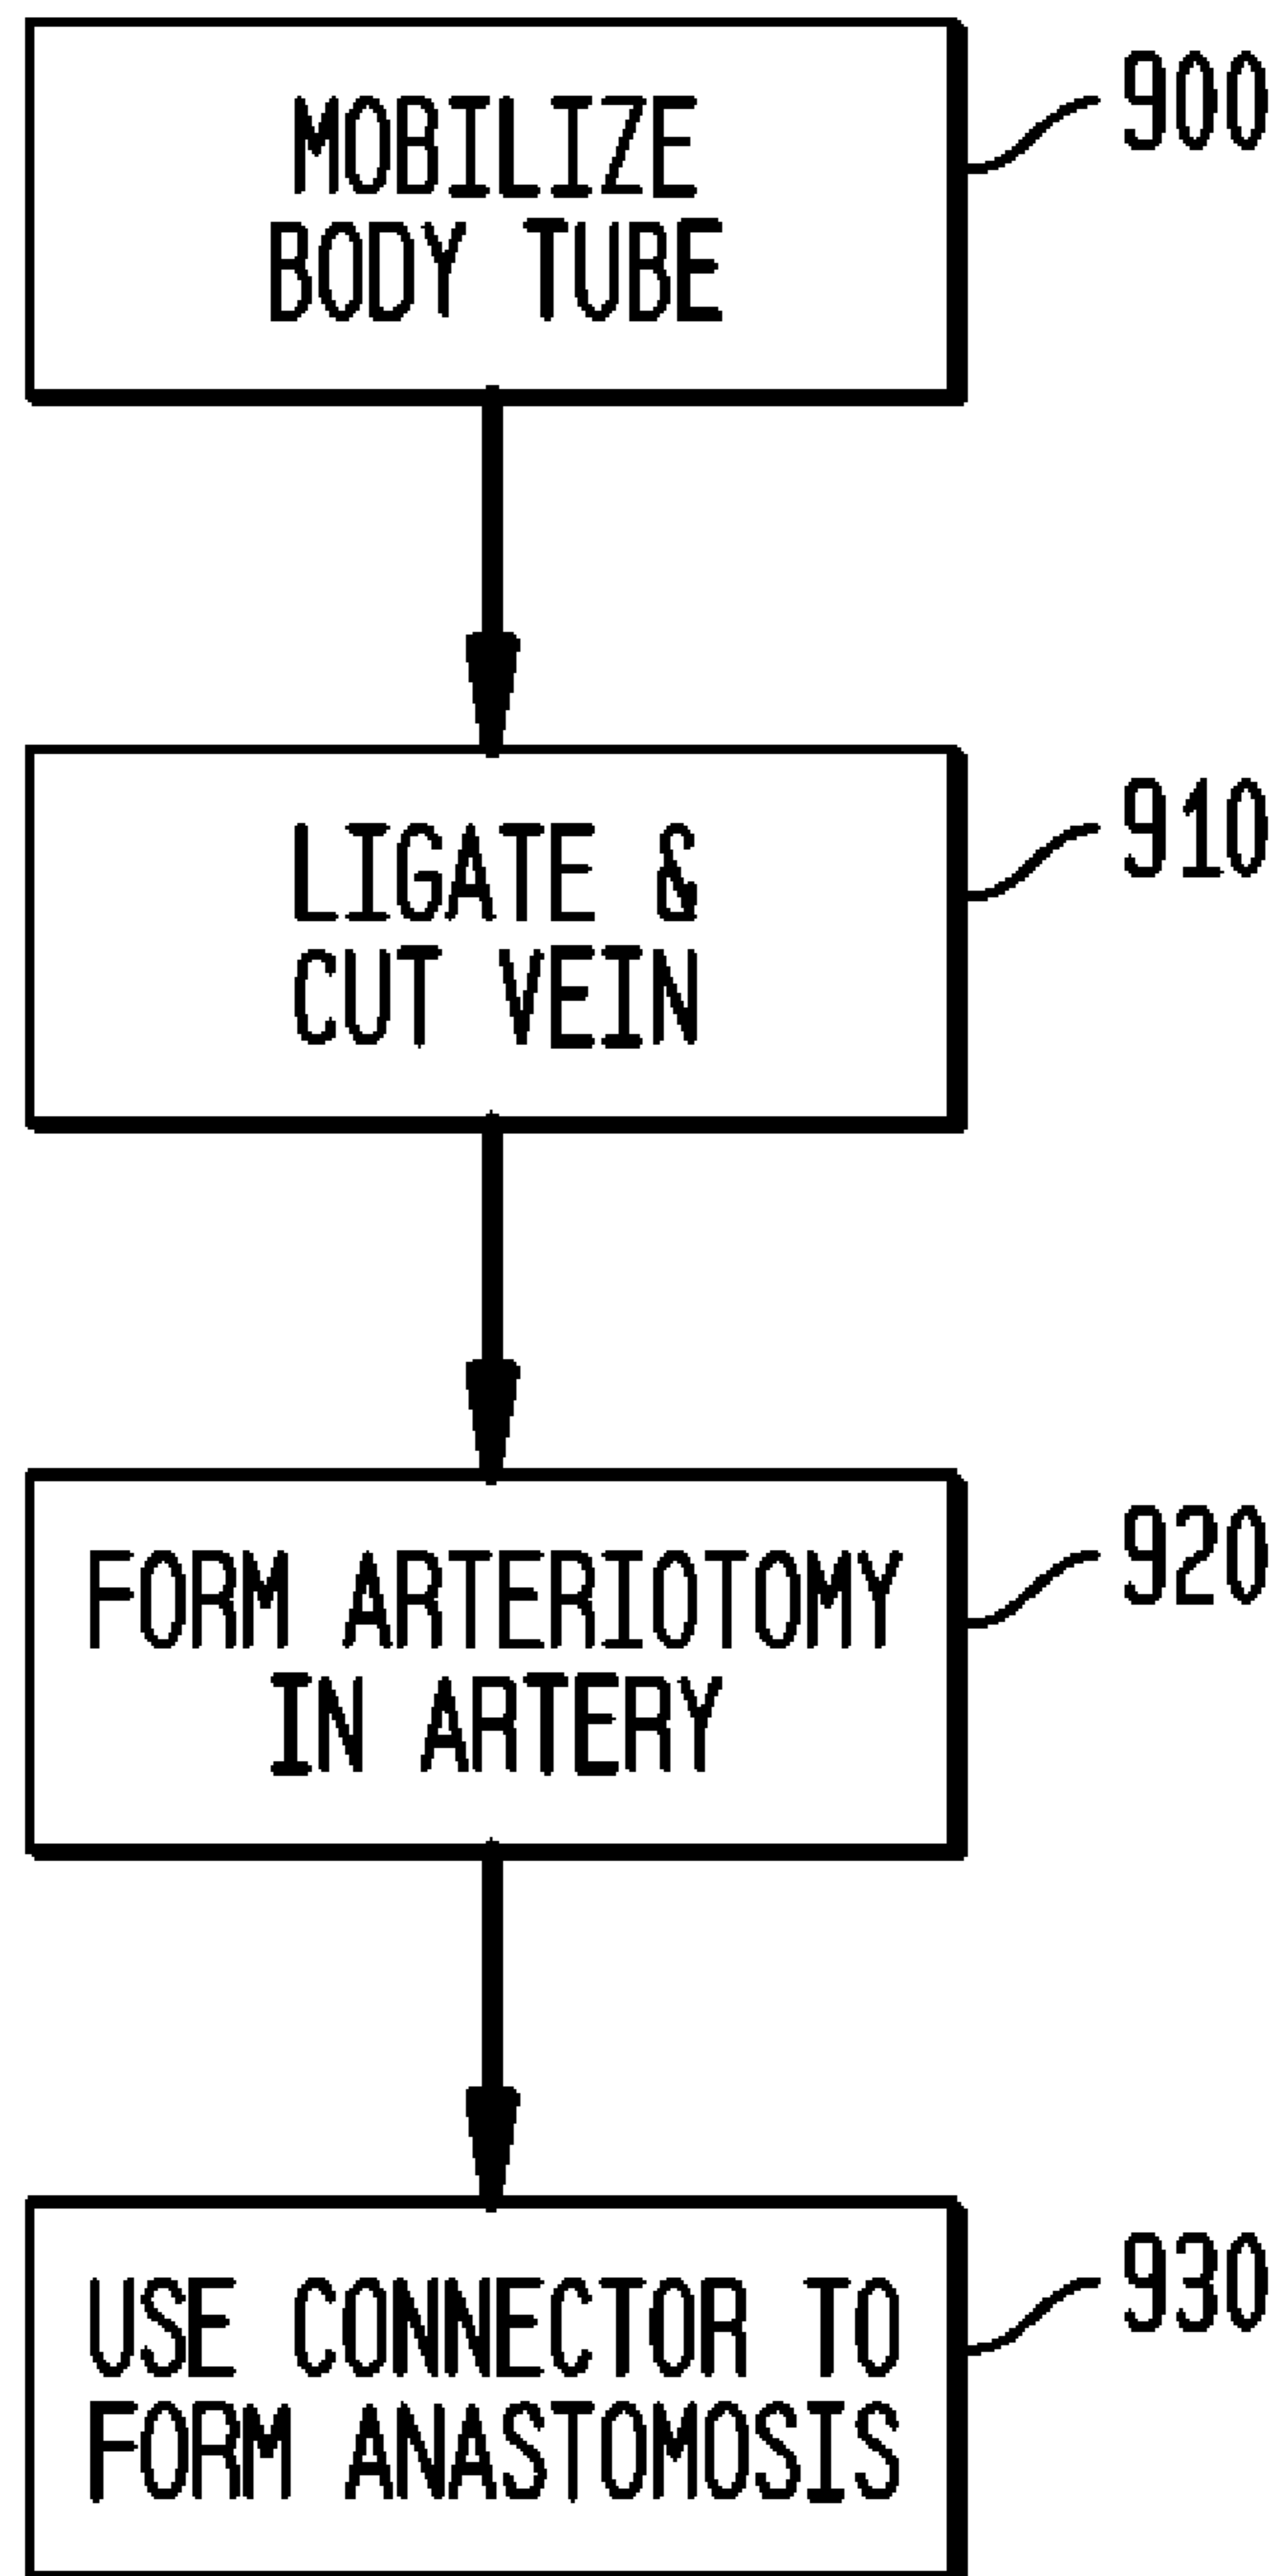 MOBILIZE
BODY TUBE
900
LIGATE &
CUT VEIN
910
FORM ARTERIOTOMY
IN ARTERY
920
USE CONNECTOR TO
FORM ANASTOMOSIS
930